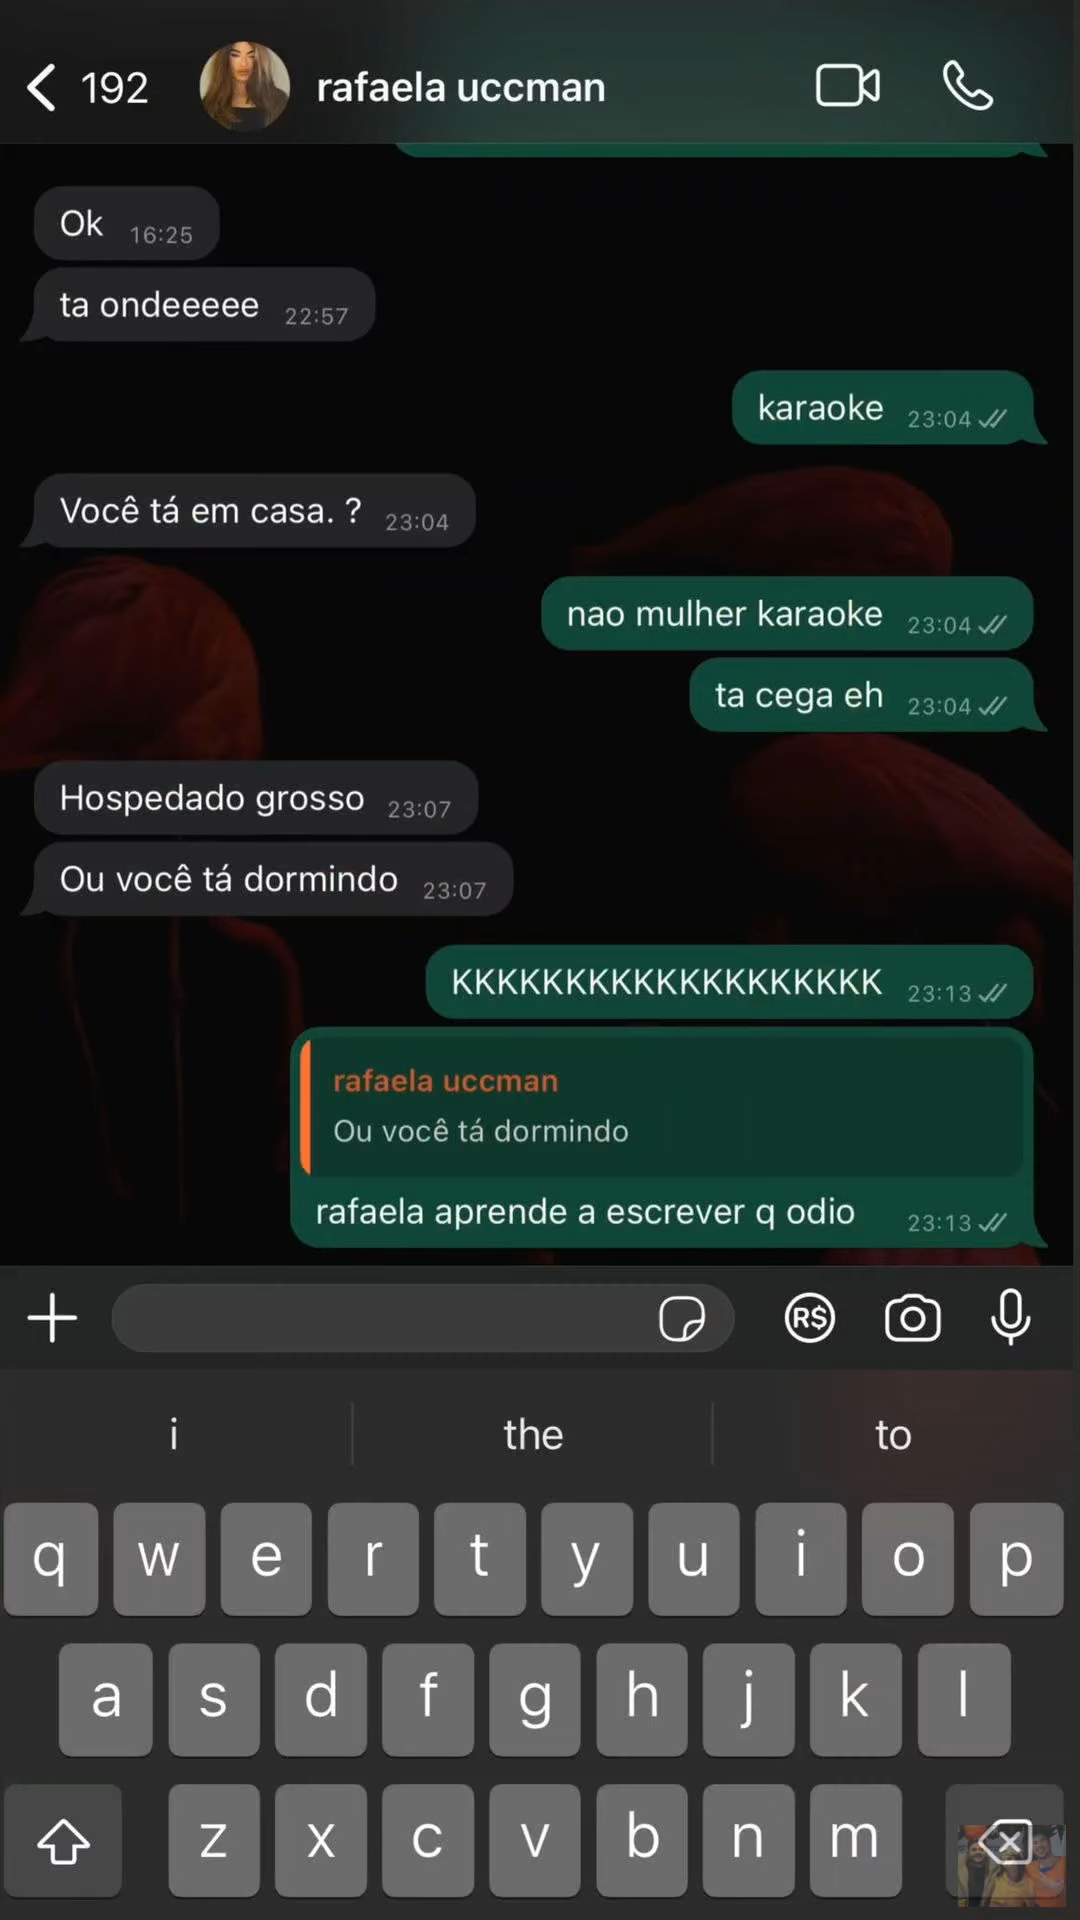 192
rafaela uccman
Ok 16:25
ta ondeeeee 22:57
karaoke 23:04
Você tá em casa. ? 23:04
nao mulher karaoke 23:04
ta cega eh 23:04
Hospedado grosso 23:07
Ou você tá dormindo 23:07
KKKKKKKKKKKKKKKKKKK 23:13
rafaela uccman
Ou você tá dormindo
rafaela aprende a escrever q odio 23:13
R$
i the to
q w e r t y u i o p
a s d f g h j k l
z x c v b n m